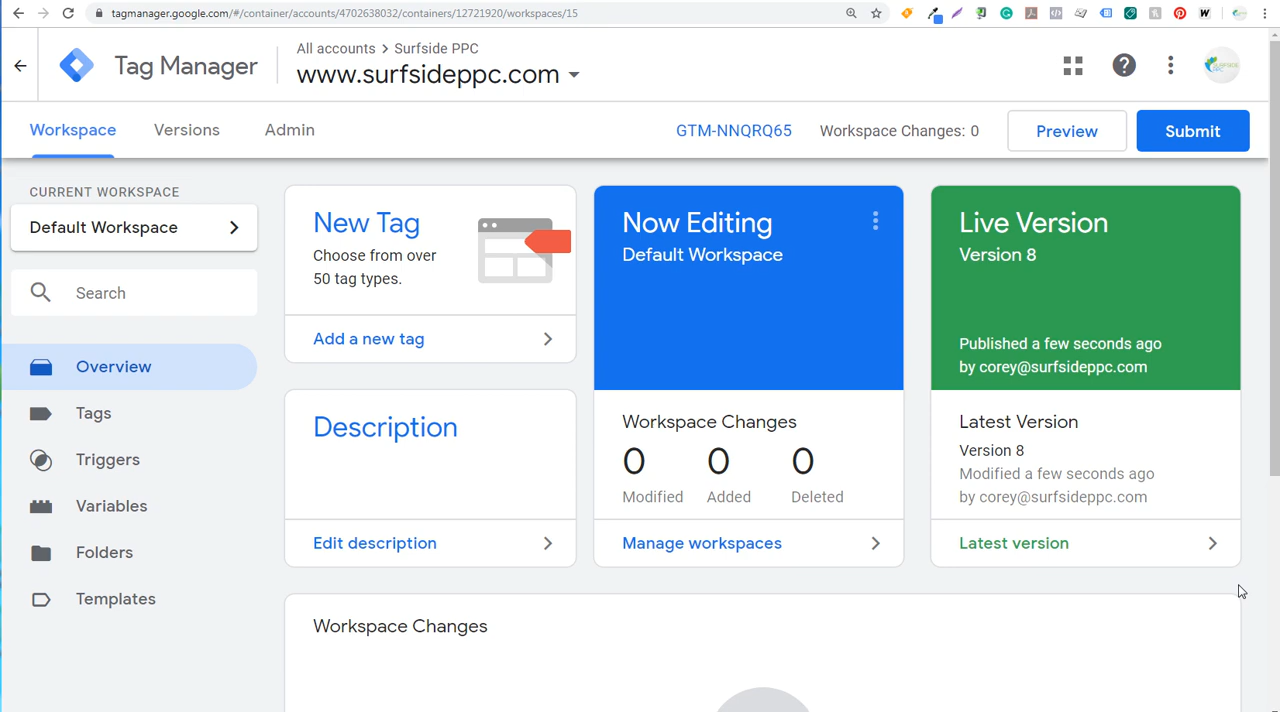 tagmanager.google.com/#/container/accounts/4702638032/containers/12721920/workspaces/15
Tag Manager
All accounts > Surfside PPC
www.surfsideppc.com
Workspace
Versions
Admin
GTM-NNQRQ65
Workspace Changes: 0
Preview
Submit
CURRENT WORKSPACE
Default Workspace
Search
Overview
Tags
Triggers
Variables
Folders
Templates
New Tag
Choose from over
50 tag types.
Add a new tag
Description
Edit description
Now Editing
Default Workspace
Workspace Changes
0 0 0
Modified Added Deleted
Manage workspaces
Live Version
Version 8
Published a few seconds ago
by corey@surfsideppc.com
Latest Version
Version 8
Modified a few seconds ago
by corey@surfsideppc.com
Latest version
Workspace Changes